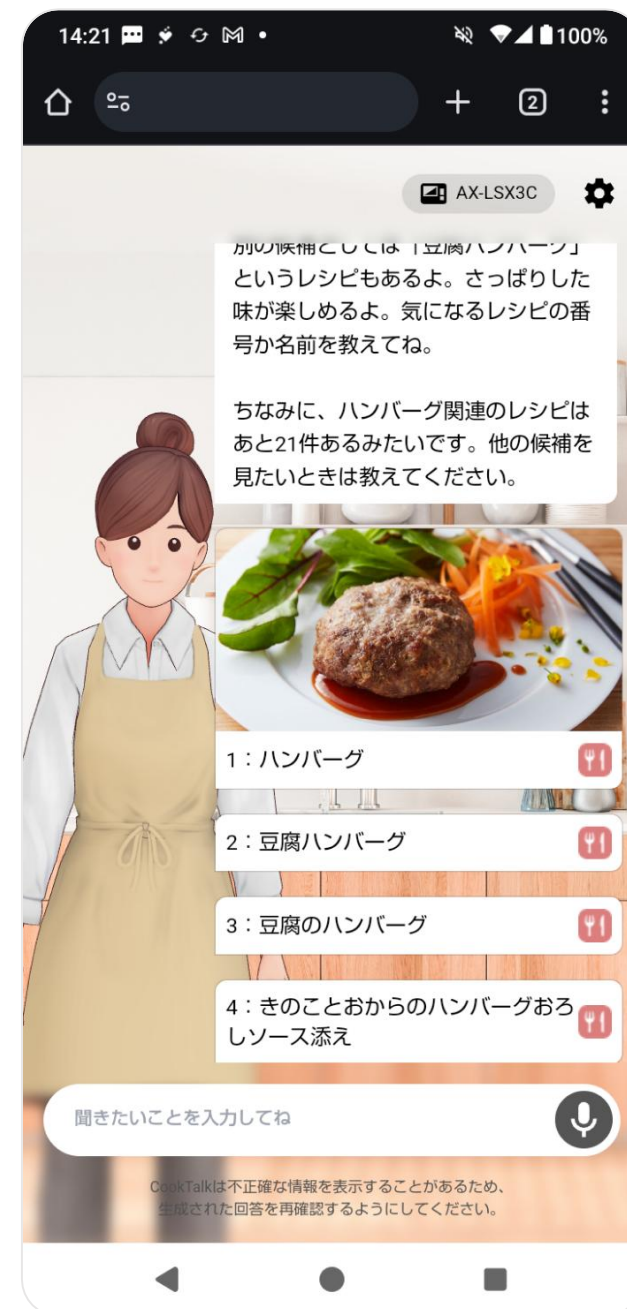 14:21
100%
2
AX-LSX3C
別の候補としては「豆腐ハンバーグ」
というレシピもあるよ。さっぱりした
味が楽しめるよ。気になるレシピの番
号か名前を教えてね。
ちなみに、ハンバーグ関連のレシピは
あと21件あるみたいです。他の候補を
見たいときは教えてください。
1：ハンバーグ
2：豆腐ハンバーグ
3：豆腐のハンバーグ
4：きのことおからのハンバーグおろ
しソース添え
聞きたいことを入力してね
CookTalkは不正確な情報を表示することがあるため、
生成された回答を再確認するようにしてください。